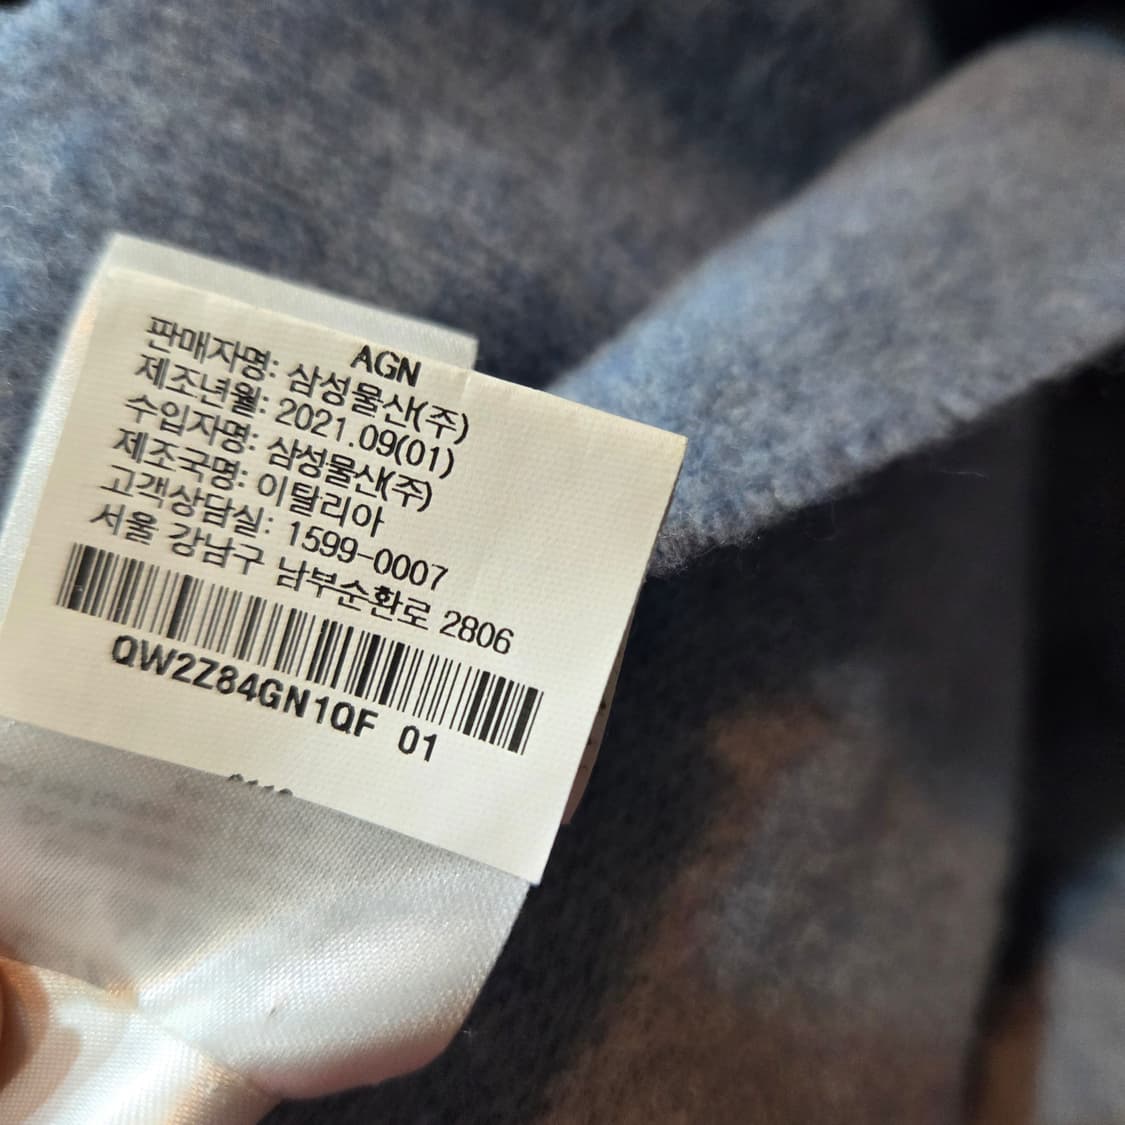 AGN
판매자명: 삼성물산(주)
제조년월: 2021.09(01)
수입자명: 삼성물산(주)
제조국명: 이탈리아
고객상담실: 1599-0007
서울 강남구 남부순환로 2806
QW2Z84GN1QF 01